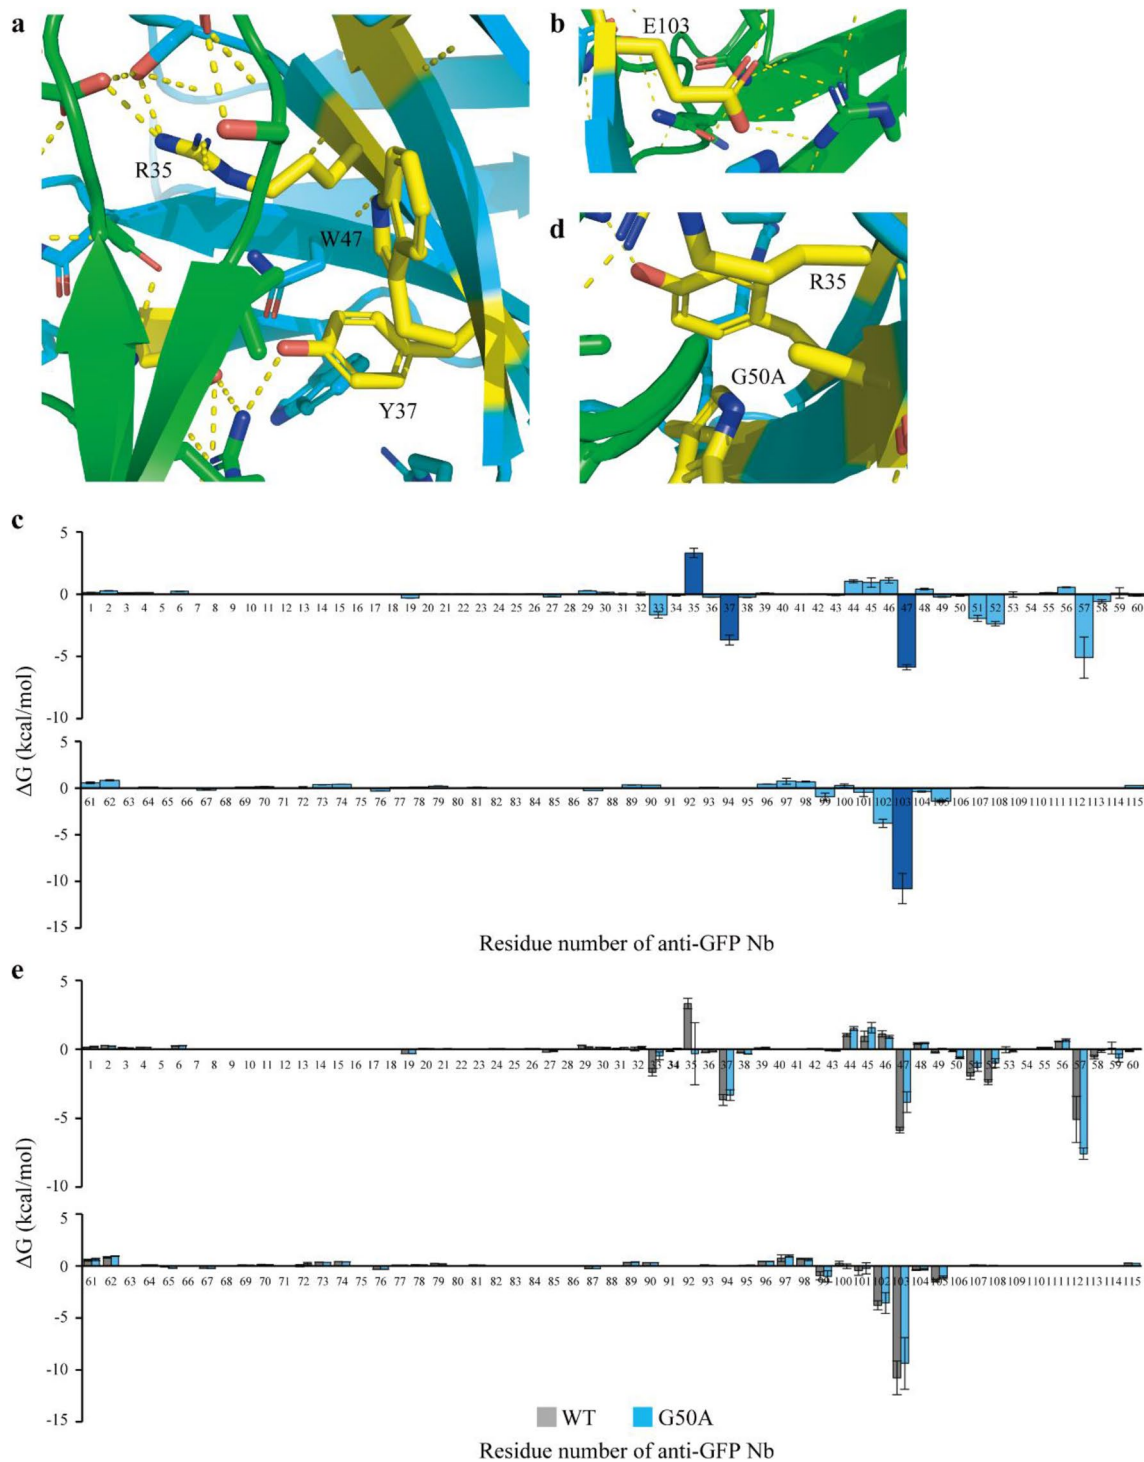 a
b
E103
R35
W47
Y37
d
R35
G50A
c
5
0
-5
-10
1 2 3 4 5 6 7 8 9 10 11 12 13 14 15 16 17 18 19 20 21 22 23 24 25 26 27 28 29 30 31 32 33 34 35 36 37 38 39 40 41 42 43 44 45 46 47 48 49 50 51 52 53 54 55 56 57 58 59 60
5
0
-5
-10
-15
61 62 63 64 65 66 67 68 69 70 71 72 73 74 75 76 77 78 79 80 81 82 83 84 85 86 87 88 89 90 91 92 93 94 95 96 97 98 99 100 101 102 103 104 105 106 107 108 109 110 111 112 113 114 115
ΔG (kcal/mol)
Residue number of anti-GFP Nb
e
5
0
-5
-10
1 2 3 4 5 6 7 8 9 10 11 12 13 14 15 16 17 18 19 20 21 22 23 24 25 26 27 28 29 30 31 32 33 34 35 36 37 38 39 40 41 42 43 44 45 46 47 48 49 50 51 52 53 54 55 56 57 58 59 60
5
0
-5
-10
-15
61 62 63 64 65 66 67 68 69 70 71 72 73 74 75 76 77 78 79 80 81 82 83 84 85 86 87 88 89 90 91 92 93 94 95 96 97 98 99 100 101 102 103 104 105 106 107 108 109 110 111 112 113 114 115
ΔG (kcal/mol)
WT G50A
Residue number of anti-GFP Nb